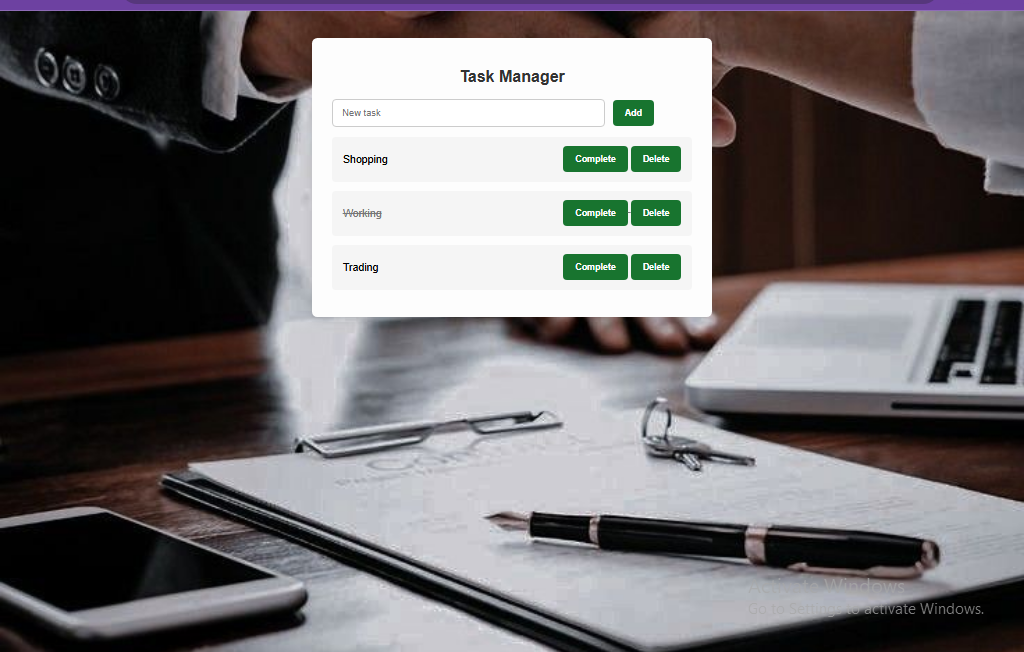 Task Manager
New task
Add
Shopping
Complete
Delete
Working
Complete
Delete
Trading
Complete
Delete
Activate Windows
Go to Settings to activate Windows.